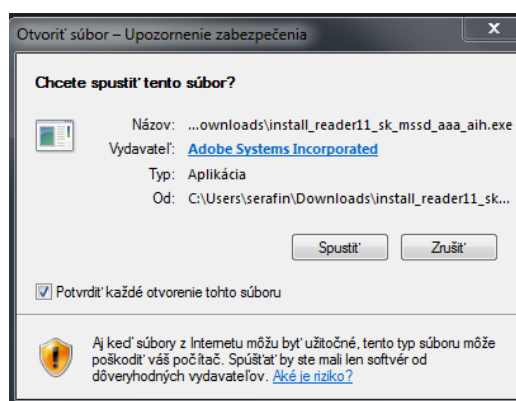 Otvoriť súbor – Upozornenie zabezpečenia
Chcete spustiť tento súbor?
Názov: ...ownloads\install_reader11_sk_mssd_aaa_aih.exe
Vydavateľ: Adobe Systems Incorporated
Typ: Aplikácia
Od: C:\Users\serafin\Downloads\install_reader11_sk...
Spustiť Zrušiť
Potvrdiť každé otvorenie tohto súboru
Aj keď súbory z Internetu môžu byť užitočné, tento typ súboru môže
poškodiť váš počítač. Spúšťať by ste mali len softvér od
dôveryhodných vydavateľov. Aké je riziko?